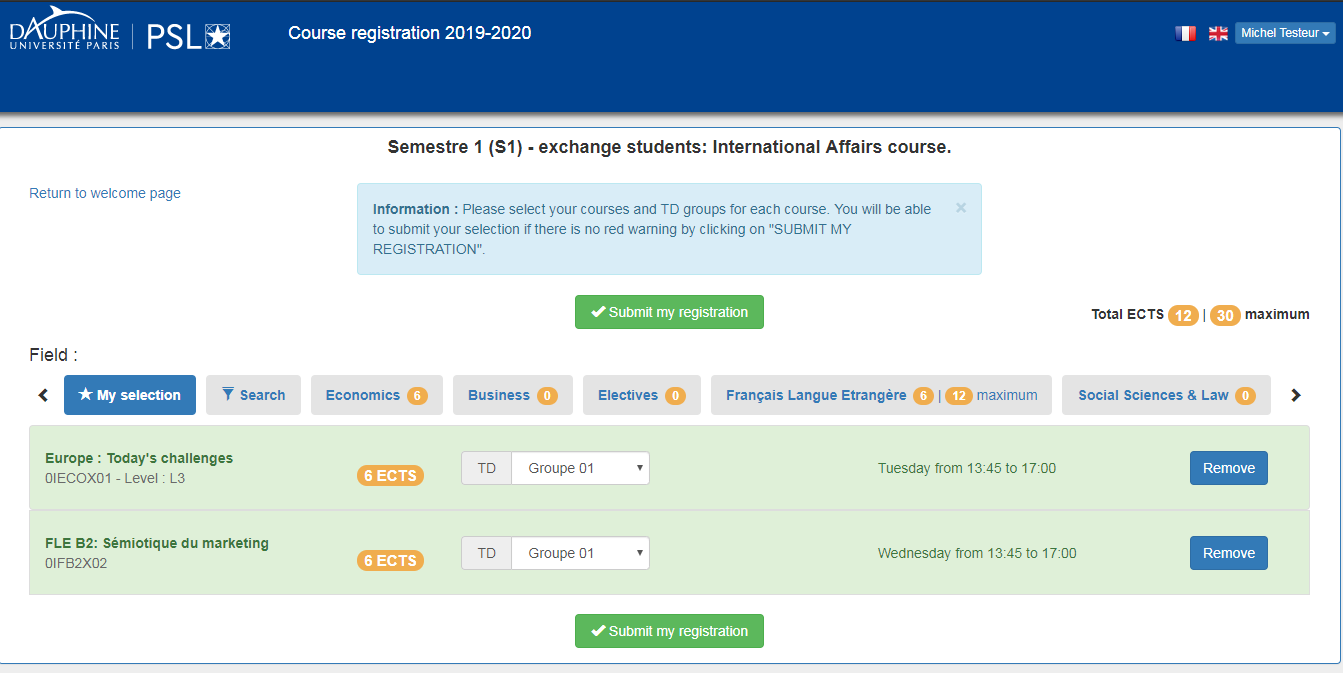 DAUPHINE
UNIVERSITÉ PARIS
PSL
Course registration 2019-2020
Michel Testeur
Semestre 1 (S1) - exchange students: International Affairs course.
Return to welcome page
Information : Please select your courses and TD groups for each course. You will be able
to submit your selection if there is no red warning by clicking on "SUBMIT MY
REGISTRATION".
×
Submit my registration
Total ECTS 12 | 30 maximum
Field :
My selection
Search
Economics 6
Business 0
Electives 0
Français Langue Etrangère 6 | 12 maximum
Social Sciences & Law 0
Europe : Today's challenges
0IECOX01 - Level : L3
6 ECTS
TD
Groupe 01
Tuesday from 13:45 to 17:00
Remove
FLE B2: Sémiotique du marketing
0IFB2X02
6 ECTS
TD
Groupe 01
Wednesday from 13:45 to 17:00
Remove
Submit my registration